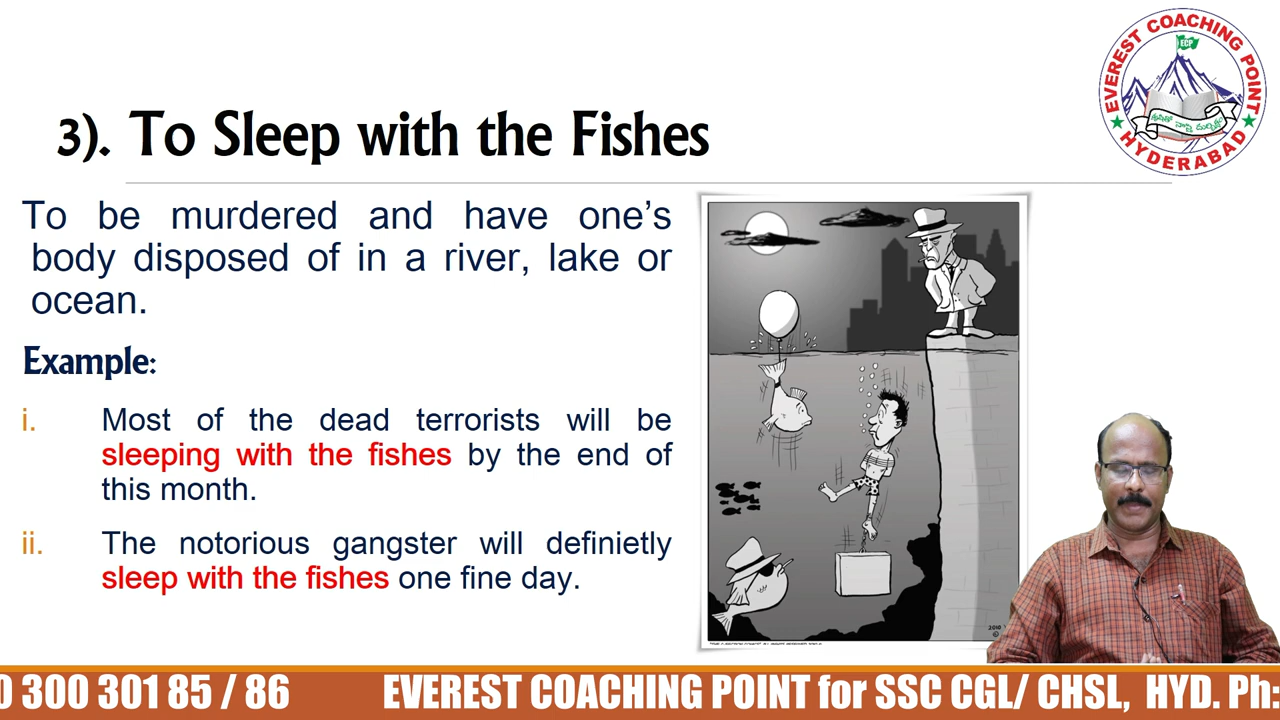 EVEREST COACHING POINT
ECP
HYDERABAD
3). To Sleep with the Fishes
To be murdered and have one's
body disposed of in a river, lake or
ocean.
Example:
i. Most of the dead terrorists will be
sleeping with the fishes by the end of
this month.
ii. The notorious gangster will definietly
sleep with the fishes one fine day.
2010
©
0 300 301 85 / 86 EVEREST COACHING POINT for SSC CGL/ CHSL, HYD. Ph: